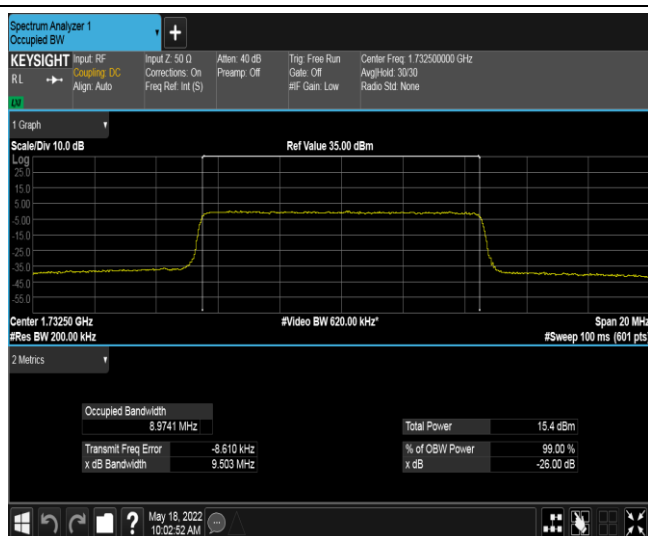 Spectrum Analyzer 1
Occupied BW
+
KEYSIGHT Input: RF Input Z: 50 Ω Atten: 40 dB Trig: Free Run Center Freq: 1.732500000 GHz
RL Coupling: DC Corrections: On Preamp: Off Gate: Off Avg|Hold: 30/30
Align: Auto Freq Ref: Int (S) #IF Gain: Low Radio Std: None
LXI
1 Graph
Scale/Div 10.0 dB Ref Value 35.00 dBm
Log
25.0
15.0
5.00
-5.00
-15.0
-25.0
-35.0
-45.0
-55.0
Center 1.73250 GHz #Video BW 620.00 kHz* Span 20 MHz
#Res BW 200.00 kHz #Sweep 100 ms (601 pts)
2 Metrics
Occupied Bandwidth
8.9741 MHz Total Power 15.4 dBm
Transmit Freq Error -8.610 kHz % of OBW Power 99.00 %
x dB Bandwidth 9.503 MHz x dB -26.00 dB
? May 18, 2022
10:02:52 AM